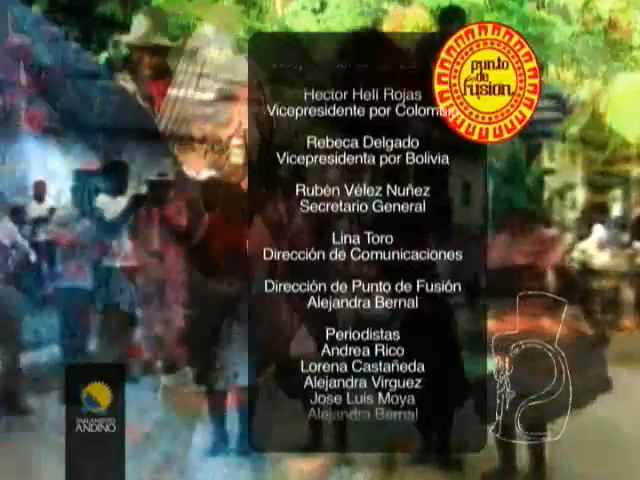 punto
de
fusión
Hector Helí Rojas
Vicepresidente por Colom
Rebeca Delgado
Vicepresidenta por Bolivia
Rubén Vélez Nuñez
Secretario General
Lina Toro
Dirección de Comunicaciones
Dirección de Punto de Fusión
Alejandra Bernal
Periodistas
Andrea Rico
Lorena Castañeda
Alejandra Virguez
Jose Luis Moya
Alejandra Bernal
PARLAMENTO
ANDINO